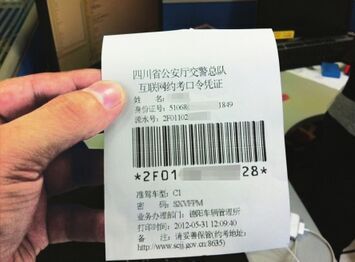 四川省公安厅交警总队
互联网约考口令凭证
姓 名:
身份证号: 51068 1849
流水号: 2F01102
*2F01 28*
准驾车型: C1
密 码:
业务办理部门: 德阳车辆管理所
打印时间: 2012-05-31 12:09:40
备 注: 请妥善保管(约考地址:
http://www.scjj.gov.cn:8635)